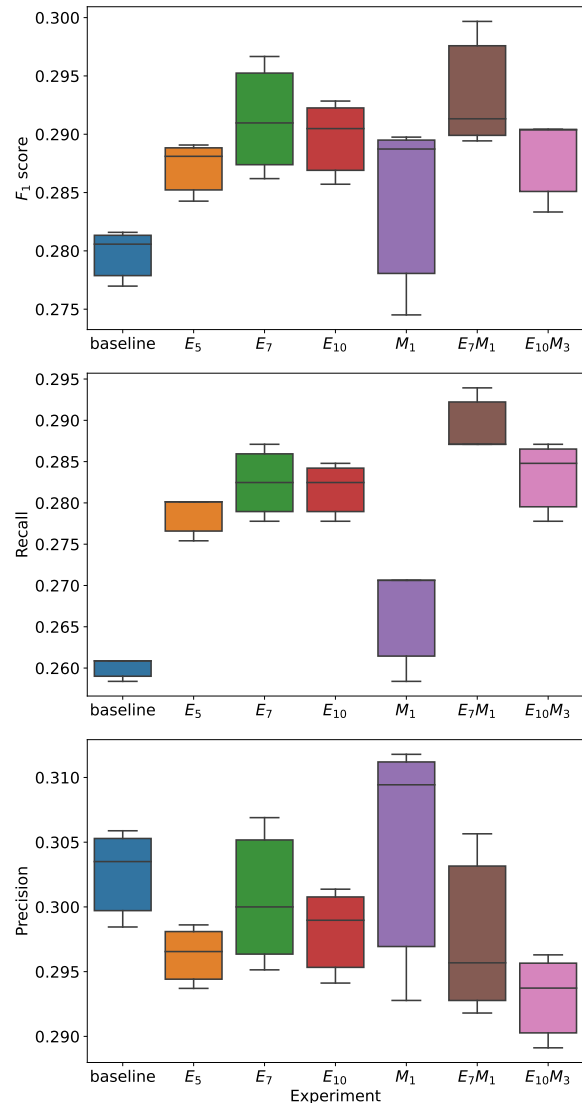 0.300
0.295
0.290
0.285
0.280
0.275
F₁ score
baseline E₅ E₇ E₁₀ M₁ E₇M₁ E₁₀M₃
0.295
0.290
0.285
0.280
0.275
0.270
0.265
0.260
Recall
baseline E₅ E₇ E₁₀ M₁ E₇M₁ E₁₀M₃
0.310
0.305
0.300
0.295
0.290
Precision
baseline E₅ E₇ E₁₀ M₁ E₇M₁ E₁₀M₃
Experiment